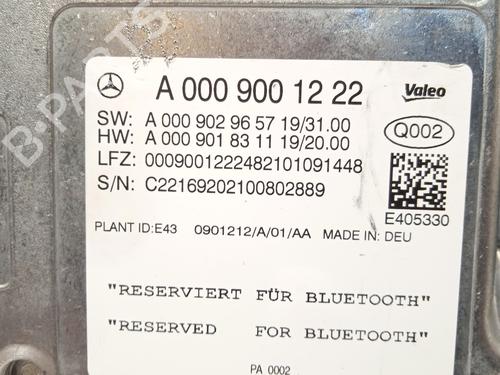 A 000 900 12 22
Valeo
SW: A 000 902 96 57 19/31.00
HW: A 000 901 83 11 19/20.00
Q002
LFZ: 0009001222482101091448
S/N: C22169202100802889
E405330
PLANT ID:E43 0901212/A/01/AA MADE IN: DEU
"RESERVIERT FÜR BLUETOOTH"
"RESERVED FOR BLUETOOTH"
PA 0002
B-PARTS